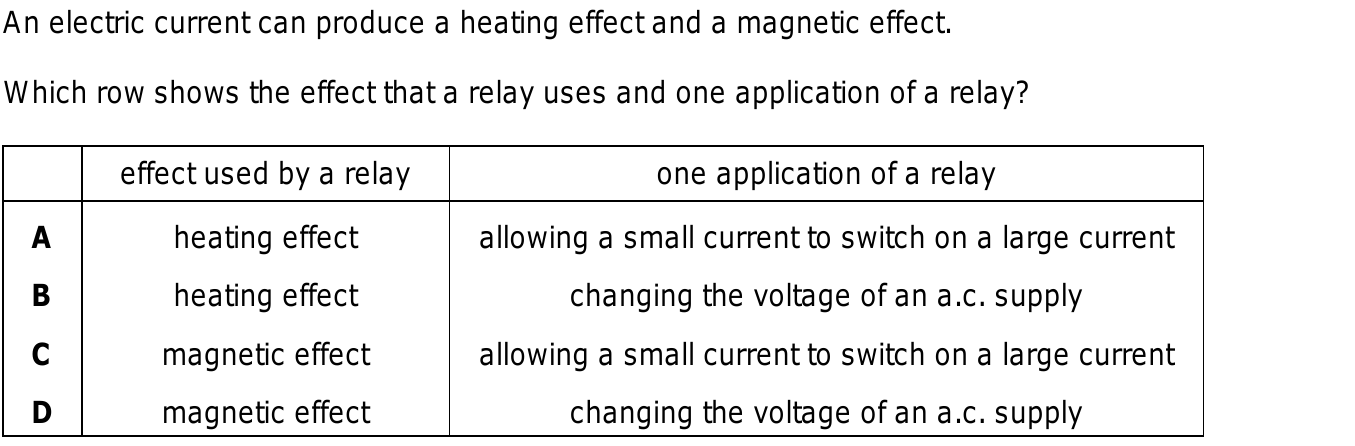 An electric current can produce a heating effect and a magnetic effect.
Which row shows the effect that a relay uses and one application of a relay?
effect used by a relay one application of a relay
A heating effect allowing a small current to switch on a large current
B heating effect changing the voltage of an a.c. supply
C magnetic effect allowing a small current to switch on a large current
D magnetic effect changing the voltage of an a.c. supply